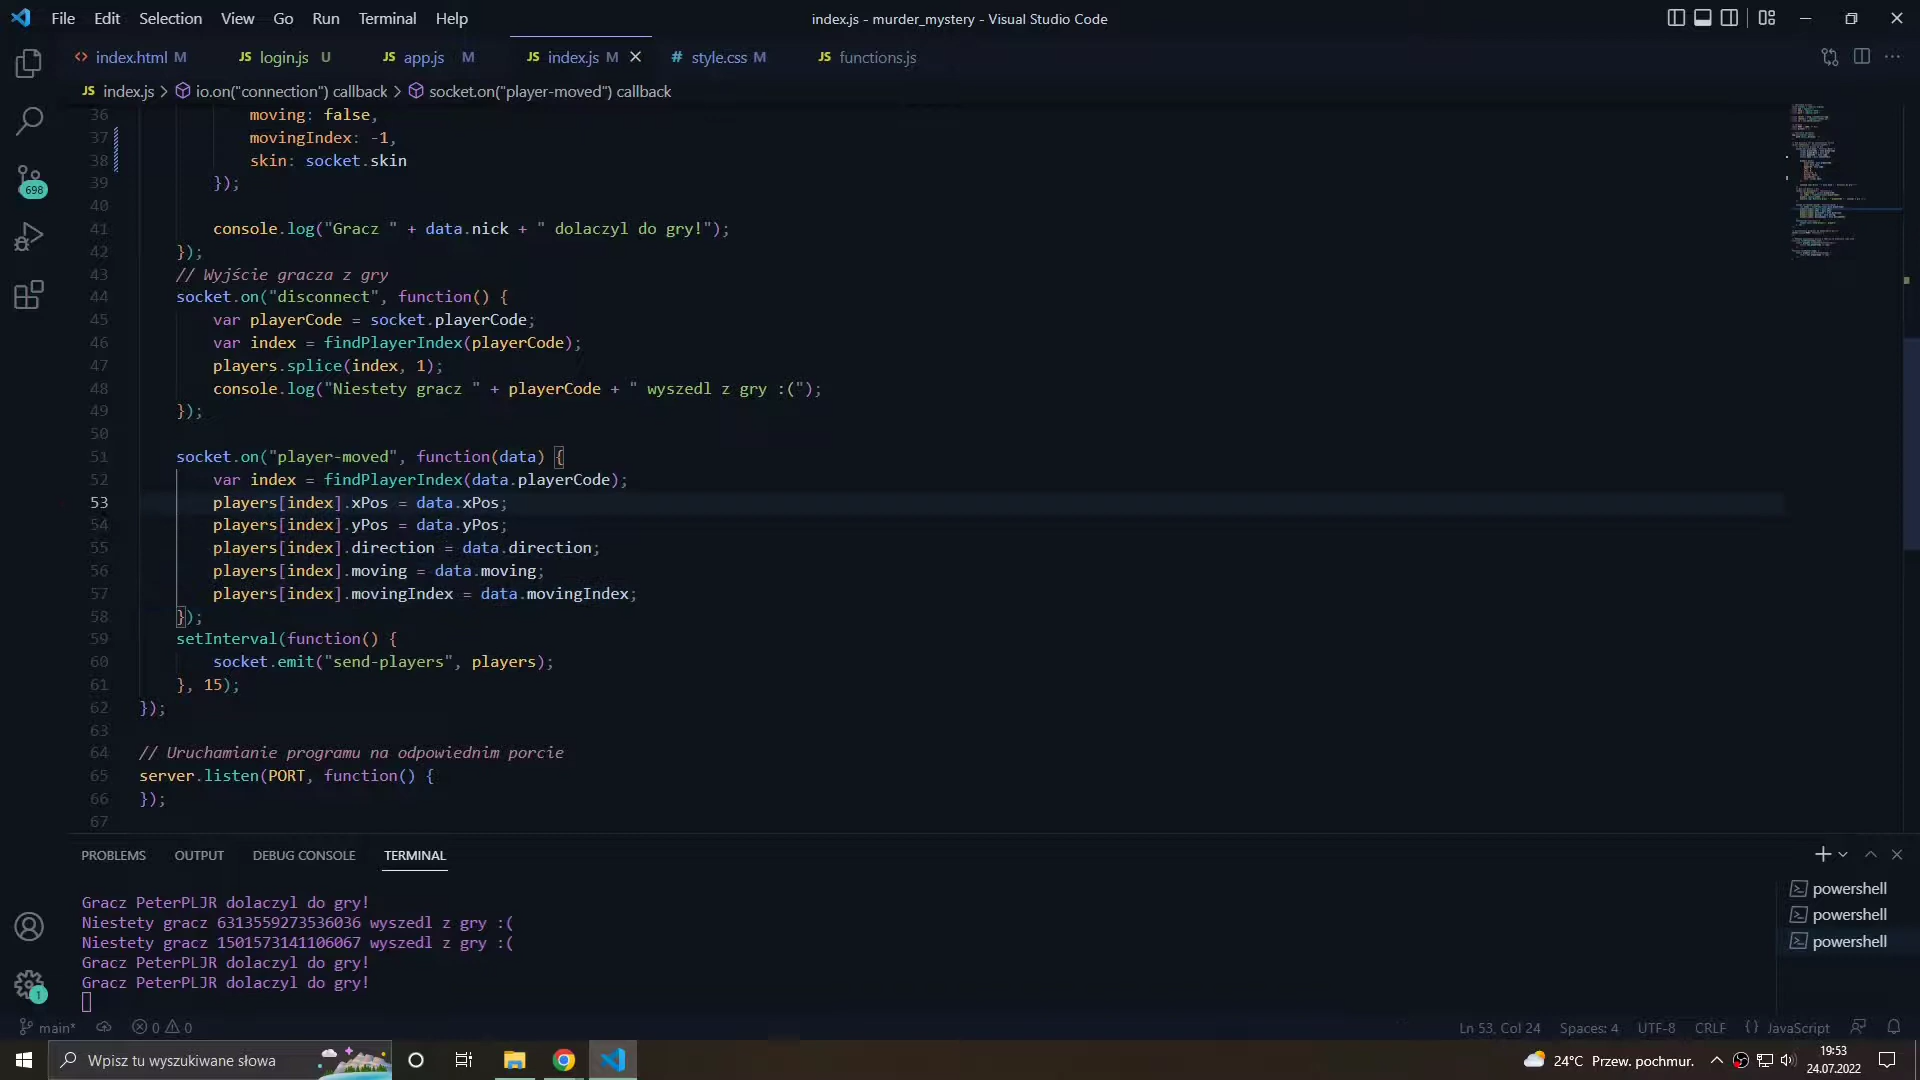 File Edit Selection View Go Run Terminal Help
index.js - murder_mystery - Visual Studio Code
index.html M
JS login.js U
JS app.js M
JS index.js M
# style.css M
JS functions.js
JS index.js > io.on("connection") callback > socket.on("player-moved") callback
36 moving: false,
37 movingIndex: -1,
38 skin: socket.skin
39 });
40
41 console.log("Gracz " + data.nick + " dolaczyl do gry!");
42 });
43 // Wyjście gracza z gry
44 socket.on("disconnect", function() {
45 var playerCode = socket.playerCode;
46 var index = findPlayerIndex(playerCode);
47 players.splice(index, 1);
48 console.log("Niestety gracz " + playerCode + " wyszedl z gry :(");
49 });
50
51 socket.on("player-moved", function(data) {
52 var index = findPlayerIndex(data.playerCode);
53 players[index].xPos = data.xPos;
54 players[index].yPos = data.yPos;
55 players[index].direction = data.direction;
56 players[index].moving = data.moving;
57 players[index].movingIndex = data.movingIndex;
58 });
59 setInterval(function() {
60 socket.emit("send-players", players);
61 }, 15);
62 });
63
64 // Uruchamianie programu na odpowiednim porcie
65 server.listen(PORT, function() {
66 });
67
698
PROBLEMS OUTPUT DEBUG CONSOLE TERMINAL
Gracz PeterPLJR dolaczyl do gry!
Niestety gracz 6313559273536036 wyszedl z gry :(
Niestety gracz 1501573141106067 wyszedl z gry :(
Gracz PeterPLJR dolaczyl do gry!
Gracz PeterPLJR dolaczyl do gry!
powershell
powershell
powershell
1
main* 0 0
Ln 53, Col 24 Spaces: 4 UTF-8 CRLF {} JavaScript
Wpisz tu wyszukiwane słowa
24°C Przew. pochmur.
19:53
24.07.2022